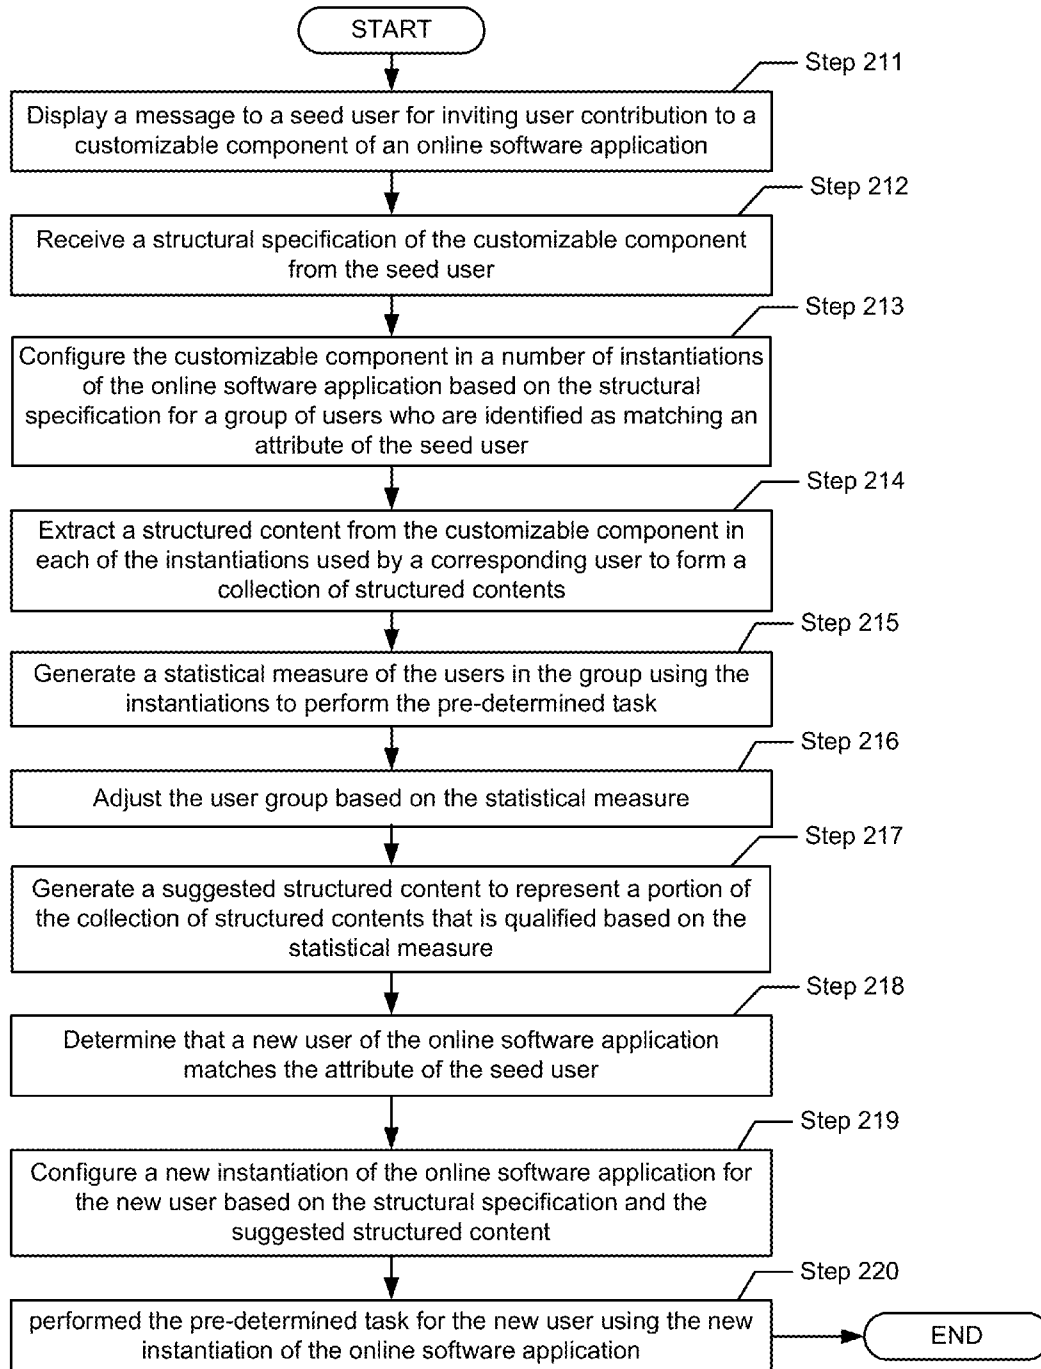 START
Step 211
Display a message to a seed user for inviting user contribution to a
customizable component of an online software application
Step 212
Receive a structural specification of the customizable component
from the seed user
Step 213
Configure the customizable component in a number of instantiations
of the online software application based on the structural
specification for a group of users who are identified as matching an
attribute of the seed user
Step 214
Extract a structured content from the customizable component in
each of the instantiations used by a corresponding user to form a
collection of structured contents
Step 215
Generate a statistical measure of the users in the group using the
instantiations to perform the pre-determined task
Step 216
Adjust the user group based on the statistical measure
Step 217
Generate a suggested structured content to represent a portion of
the collection of structured contents that is qualified based on the
statistical measure
Step 218
Determine that a new user of the online software application
matches the attribute of the seed user
Step 219
Configure a new instantiation of the online software application for
the new user based on the structural specification and the
suggested structured content
Step 220
performed the pre-determined task for the new user using the new
instantiation of the online software application
END